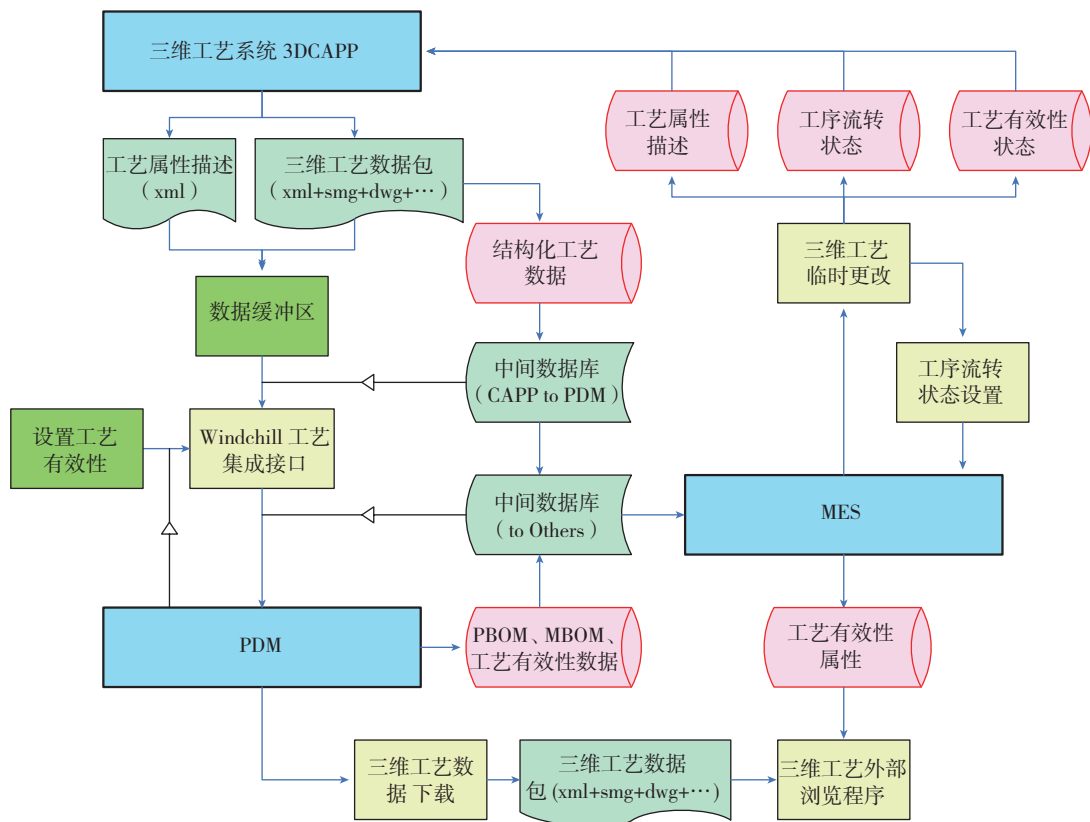 三维工艺系统 3DCAPP
工艺属性
描述
工序流转
状态
工艺有效性
状态
工艺属性描述
（xml）
三维工艺数据包
（xml+smg+dwg+…）
结构化工艺
数据
三维工艺
临时更改
数据缓冲区
中间数据库
（CAPP to PDM）
工序流转
状态设置
设置工艺
有效性
Windchill 工艺
集成接口
中间数据库
（to Others）
MES
PDM
PBOM、MBOM、
工艺有效性数据
工艺有效性
属性
三维工艺数
据 下载
三维工艺数据
包 (xml+smg+dwg+…)
三维工艺外部
浏览程序